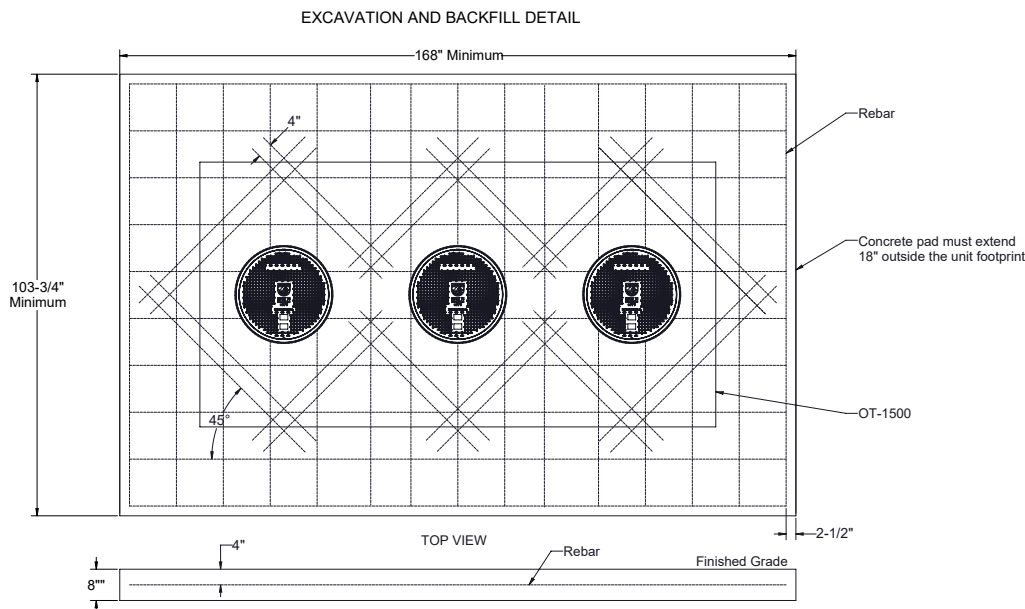 EXCAVATION AND BACKFILL DETAIL
168" Minimum
4"
Rebar
Concrete pad must extend
18" outside the unit footprint
103-3/4"
Minimum
45°
OT-1500
2-1/2"
TOP VIEW
4"
Rebar
Finished Grade
8""